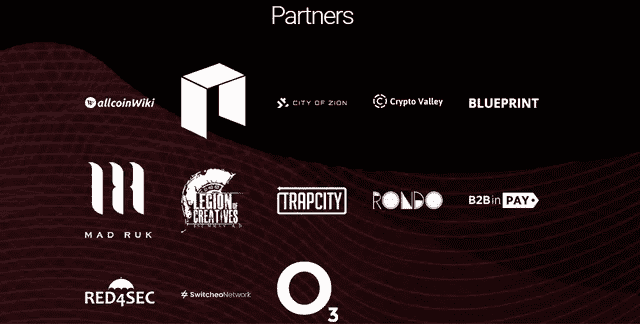 Partners
allcoinWiki
CITY OF ZION
Crypto Valley
BLUEPRINT
MAD RUK
LEGION OF
CREATIVES
TRAPCITY
RONDO
B2BinPAY
RED4SEC
SwitcheoNetwork
O3